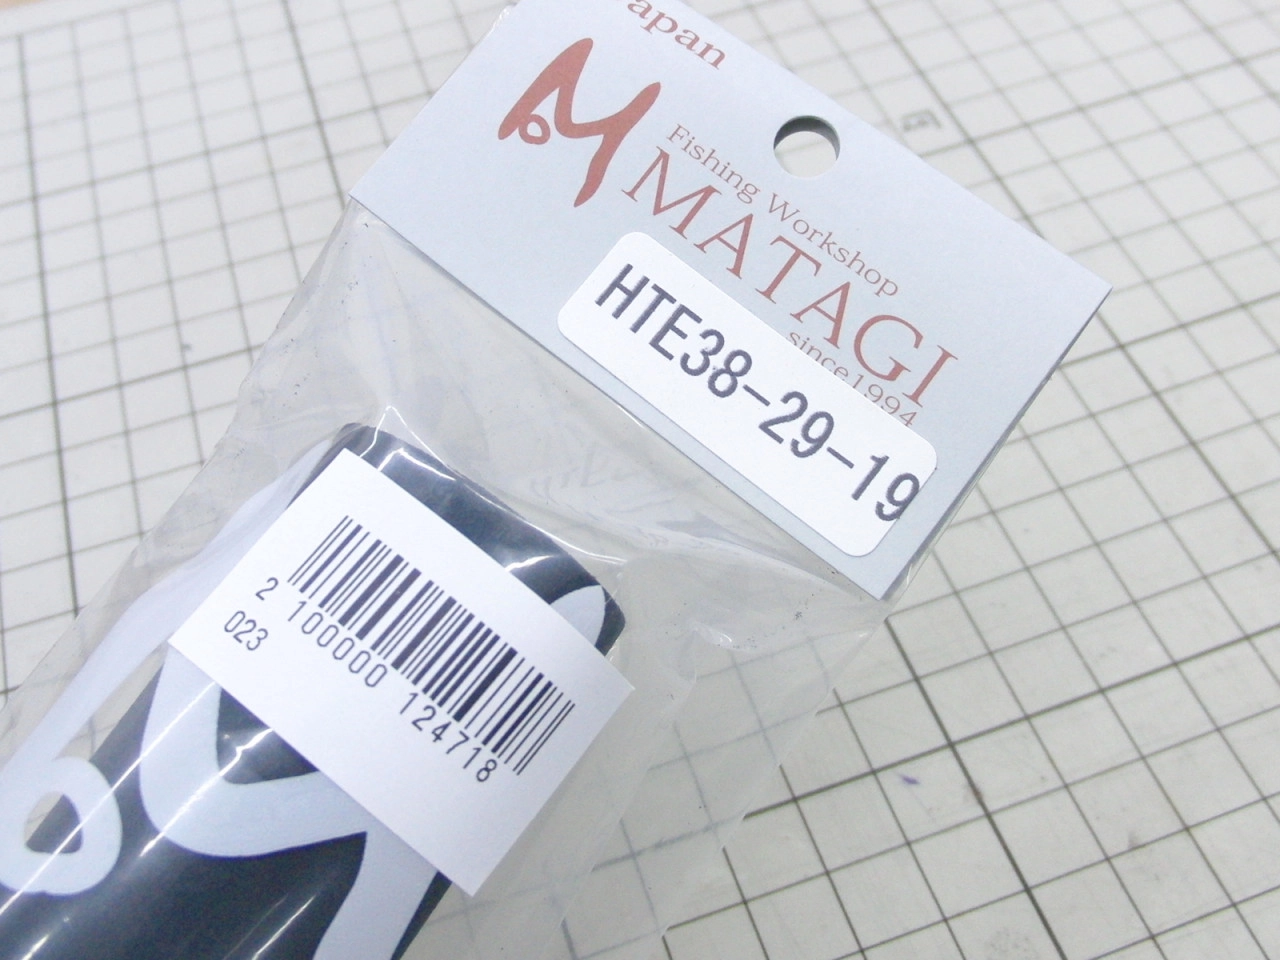 apan
Fishing Workshop
MATAGI
since1994
HTE38-29-19
2 100000 124718
023